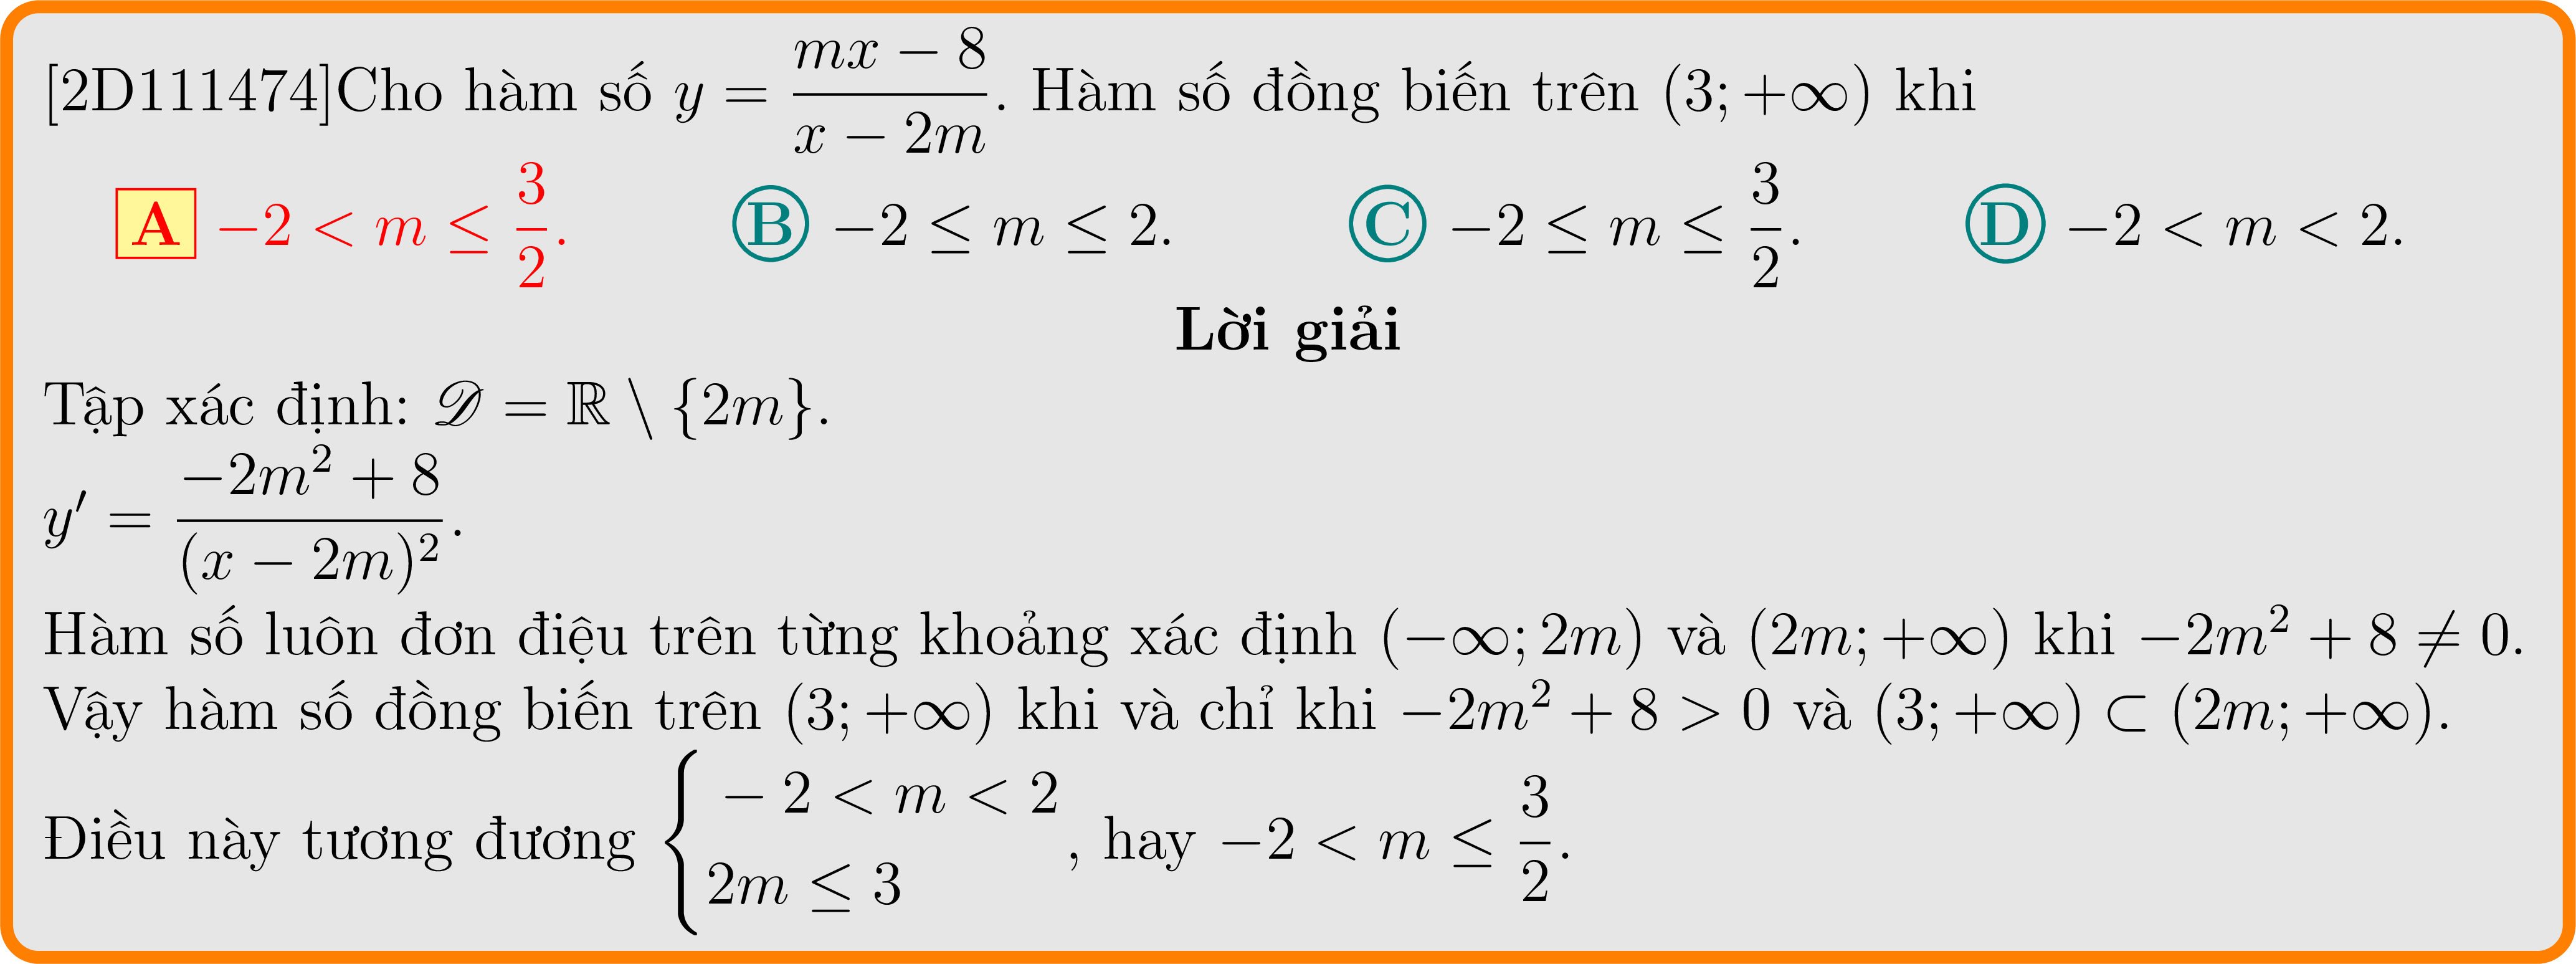 [2D111474]Cho hàm số $y = \dfrac{mx - 8}{x - 2m}$. Hàm số đồng biến trên $(3; +\infty)$ khi
A $-2 < m \leq \dfrac{3}{2}$. B $-2 \leq m \leq 2$. C $-2 \leq m \leq \dfrac{3}{2}$. D $-2 < m < 2$.
Lời giải
Tập xác định: $\mathscr{D} = \mathbb{R} \setminus \{2m\}$.
$y' = \dfrac{-2m^2 + 8}{(x - 2m)^2}$.
Hàm số luôn đơn điệu trên từng khoảng xác định $(-\infty; 2m)$ và $(2m; +\infty)$ khi $-2m^2 + 8 \neq 0$.
Vậy hàm số đồng biến trên $(3; +\infty)$ khi và chỉ khi $-2m^2 + 8 > 0$ và $(3; +\infty) \subset (2m; +\infty)$.
Điều này tương đương $\begin{cases} -2 < m < 2 \\ 2m \leq 3 \end{cases}$, hay $-2 < m \leq \dfrac{3}{2}$.